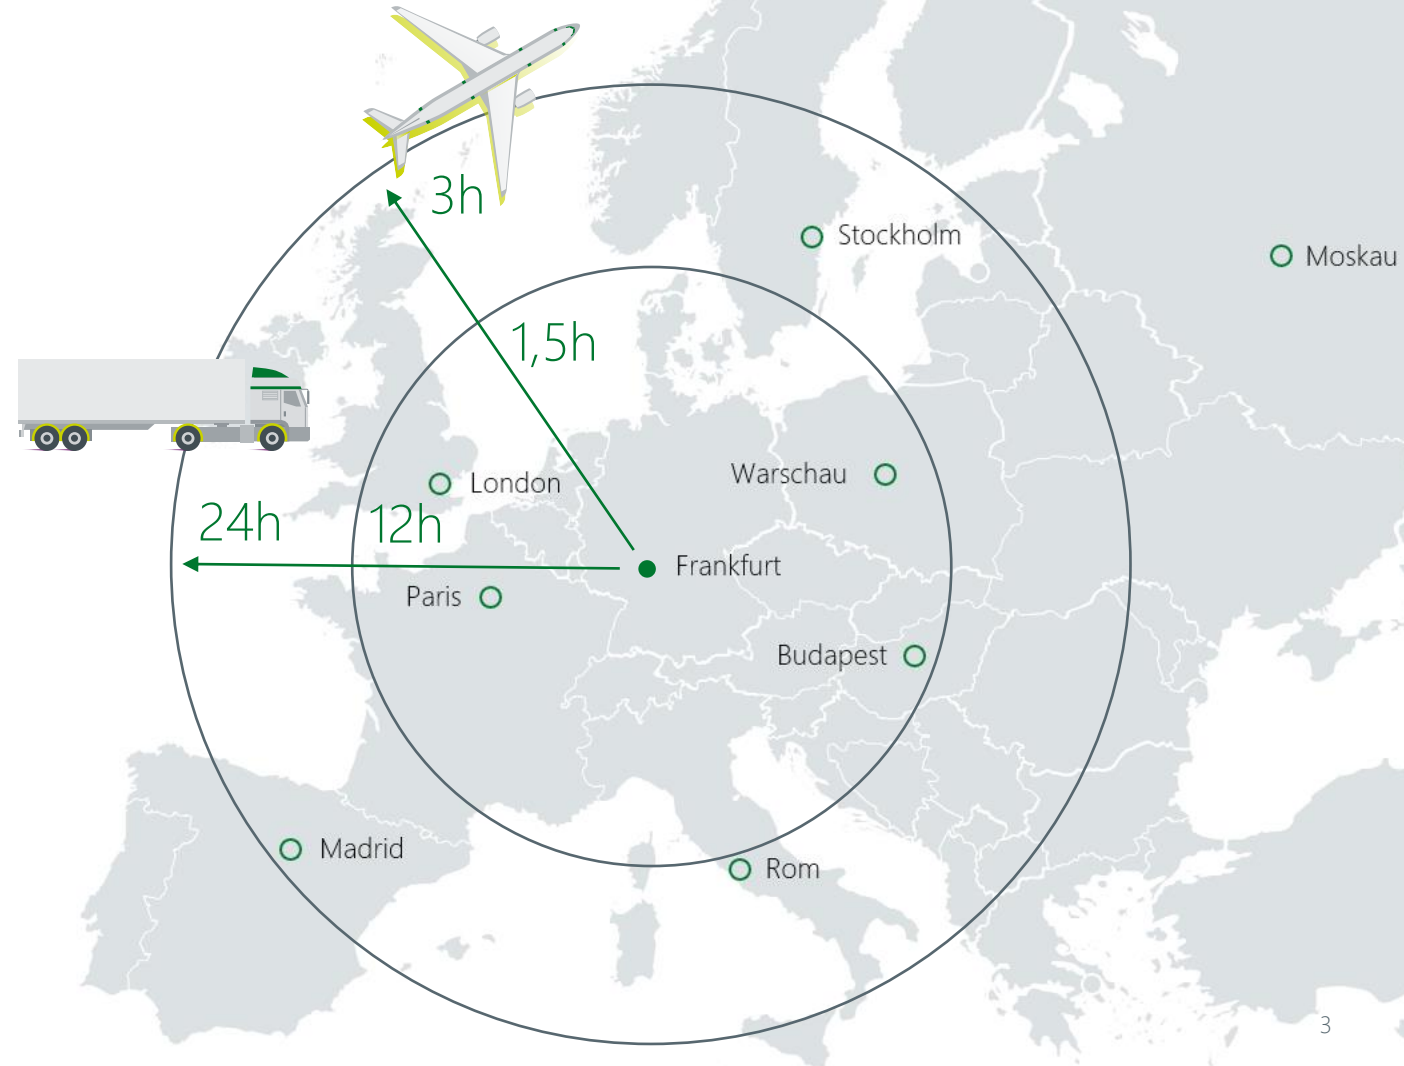 3h
Stockholm
Moskau
1,5h
Warschau
London
24h
12h
Frankfurt
Paris
Budapest
Madrid
Rom
3